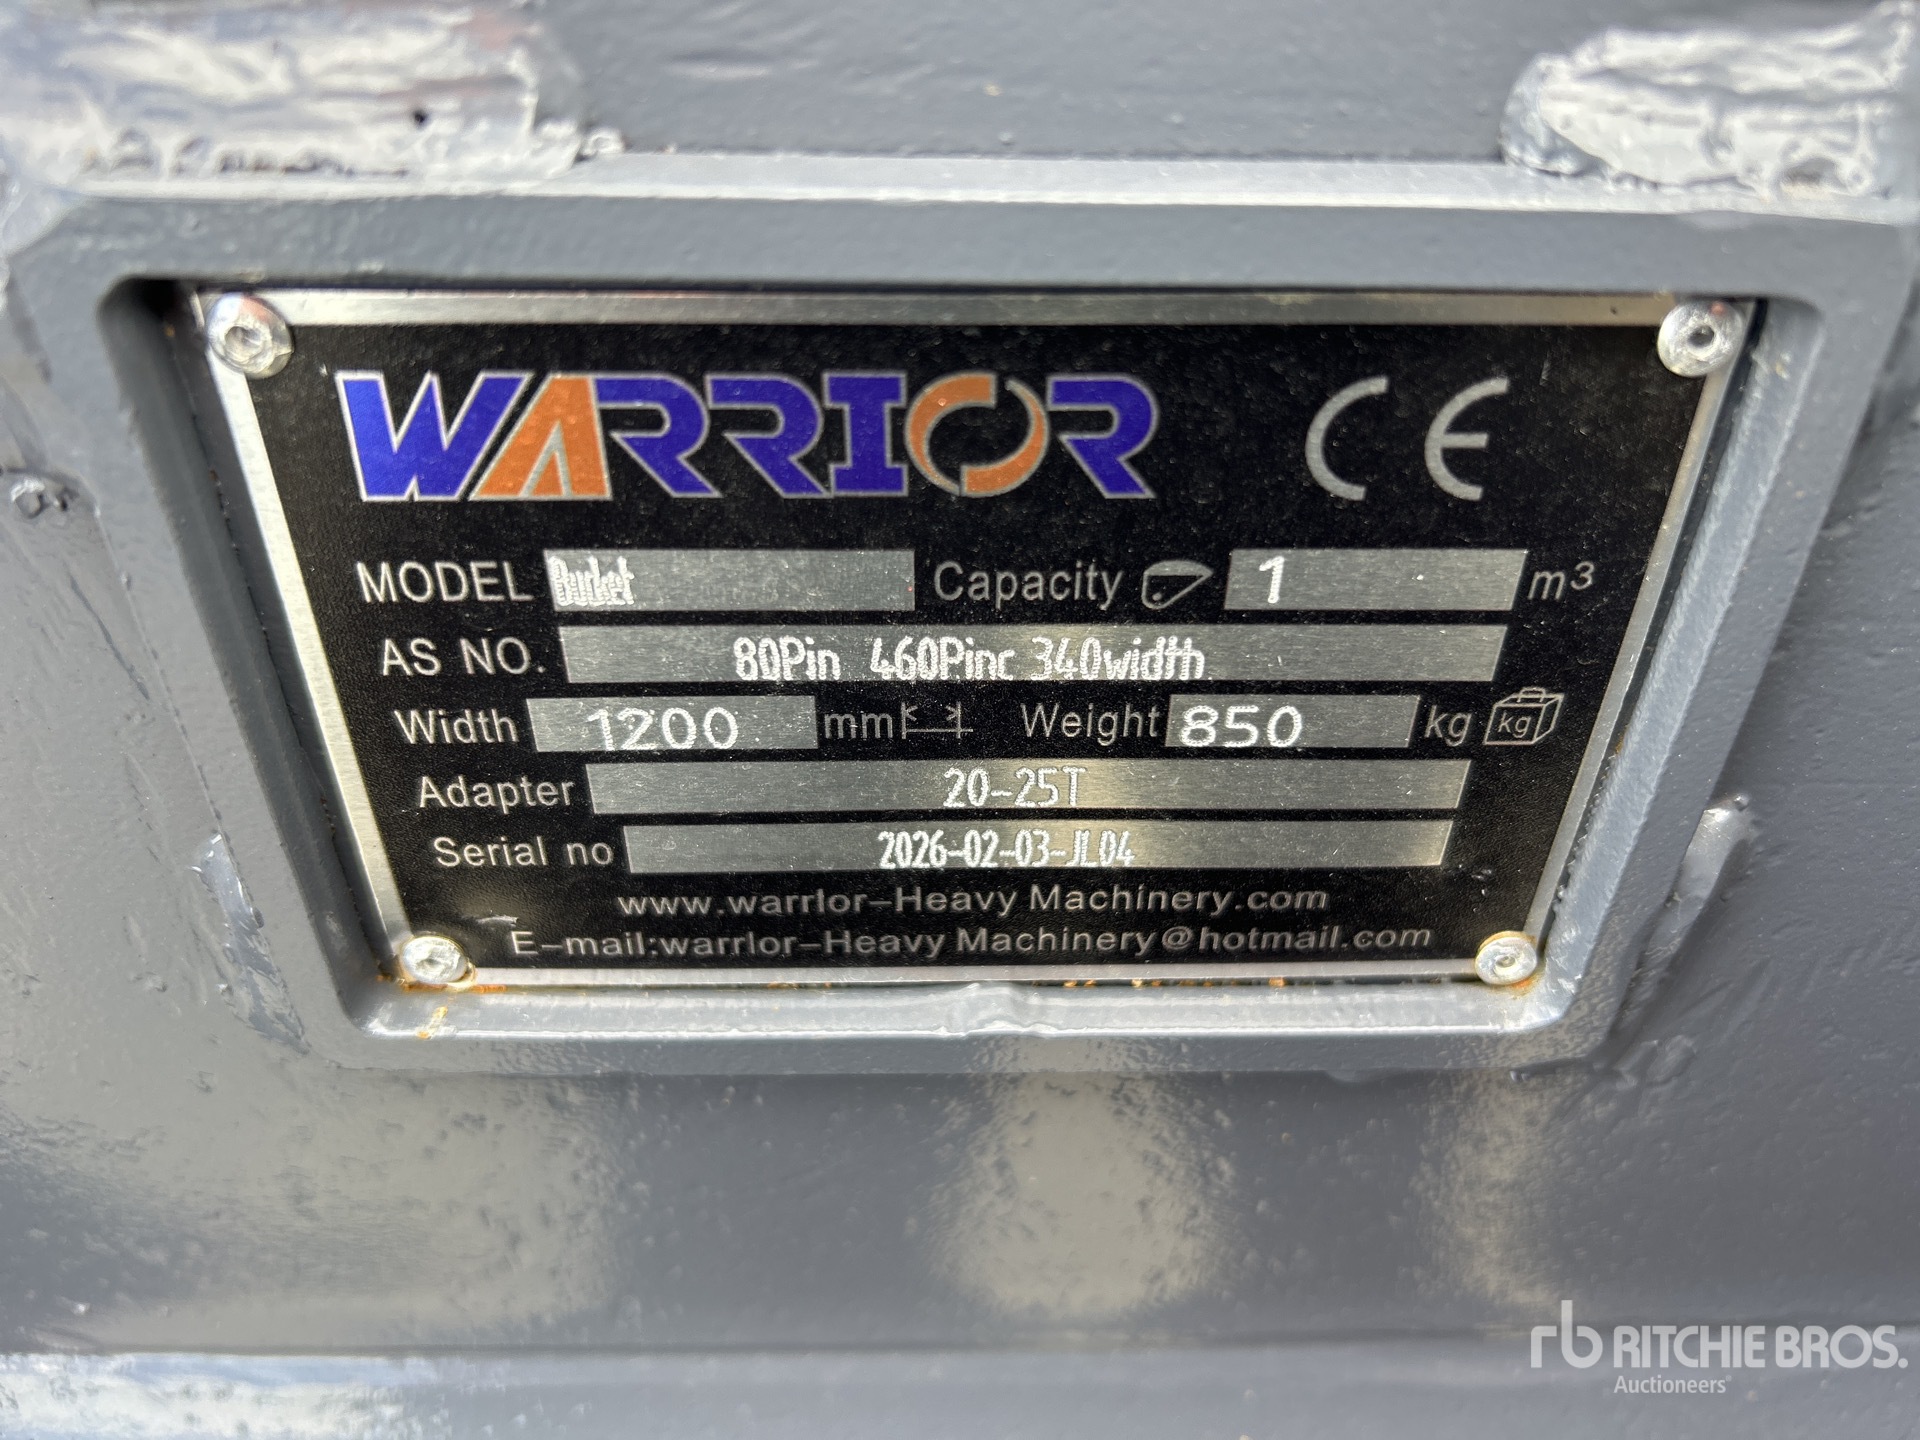 WARRIOR CE
MODEL Bucket Capacity 1 m³
AS NO. 80Pin 460Pinc 340width
Width 1200 mm Weight 850 kg kg
Adapter 20-25T
Serial no 2026-02-03-JL04
www.warrlor-Heavy Machinery.com
E-mail:warrlor-Heavy Machinery@hotmail.com
rb RITCHIE BROS.
Auctioneers